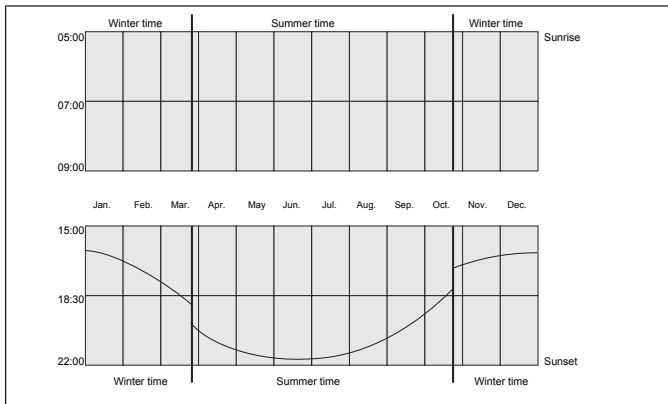 Winter time Summer time Winter time
05:00 Sunrise
07:00
09:00
Jan. Feb. Mar. Apr. May Jun. Jul. Aug. Sep. Oct. Nov. Dec.
15:00
18:30
22:00 Sunset
Winter time Summer time Winter time